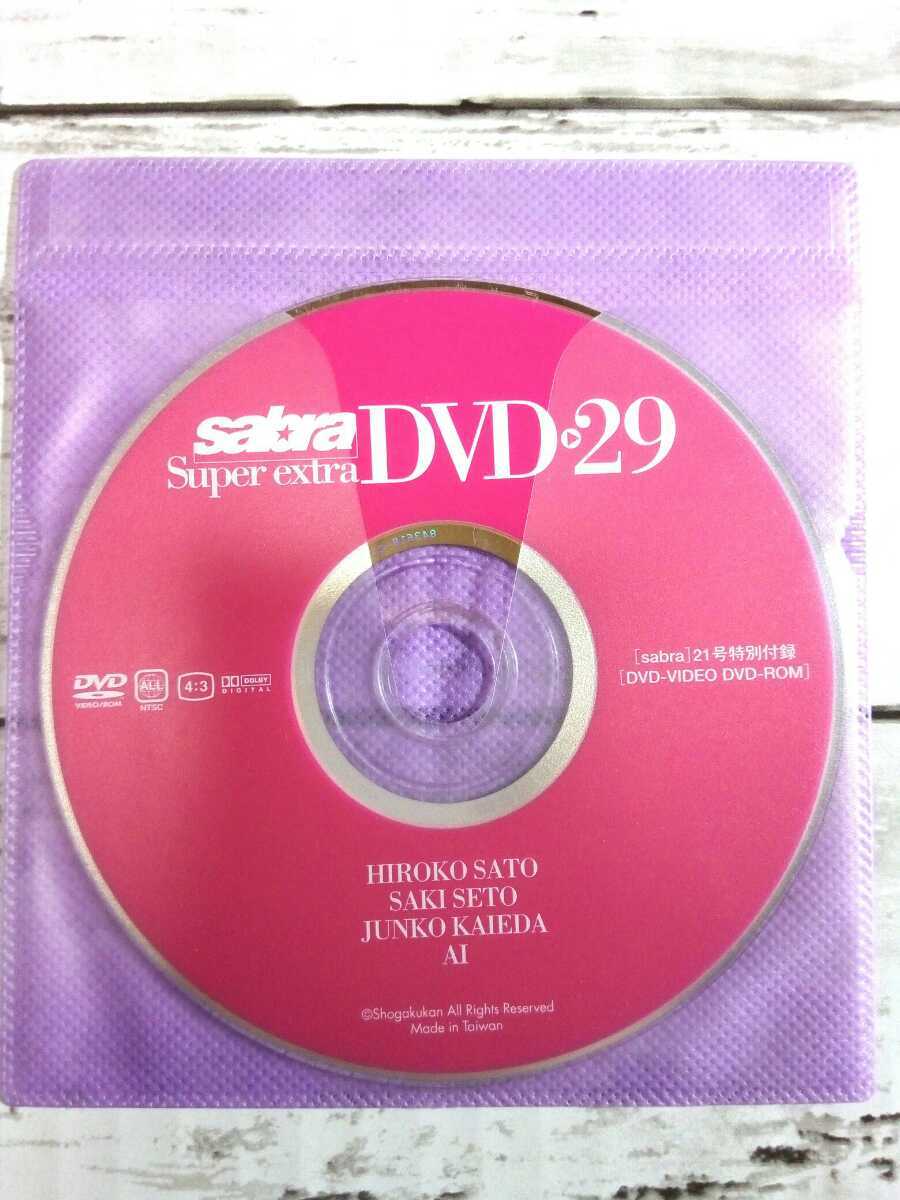 sabra
Super extra DVD 29
[sabra]21号特別付録
[DVD-VIDEO DVD-ROM]
DVD
VIDEO/ROM
ALL
NTSC
4:3
DOLBY
DIGITAL
HIROKO SATO
SAKI SETO
JUNKO KAIEDA
AI
©Shogakukan All Rights Reserved
Made in Taiwan